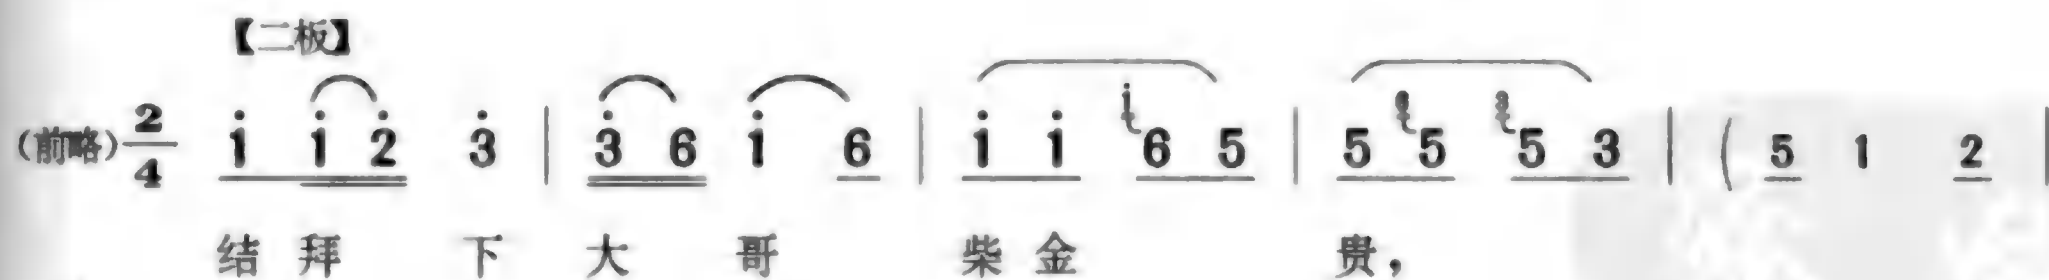 【二板】
(前略) 2/4 i̇ i̇ 2̇ 3̇ | 3̇ 6 i̇ 6 | i̇ i̇ 6 5 | 5 5 5 3 | ( 5 1 2 |
结拜 下 大 哥 柴金 贵，